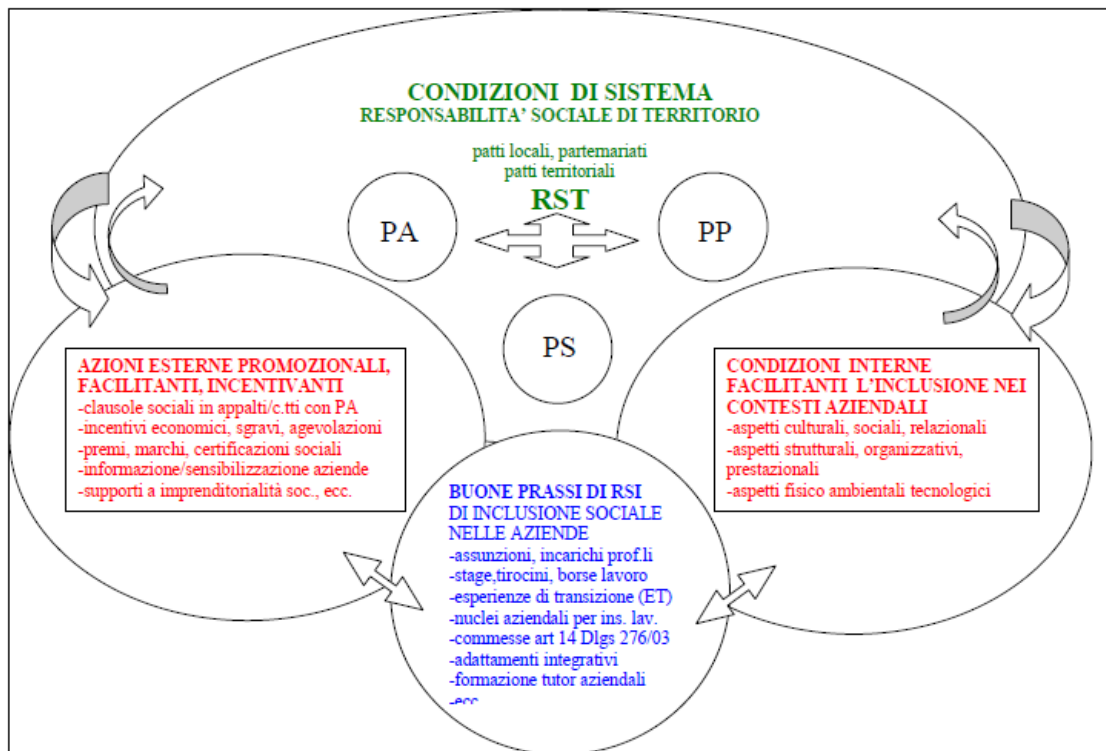 CONDIZIONI DI SISTEMA
RESPONSABILITA' SOCIALE DI TERRITORIO
patti locali, parternariati
patti territoriali
RST
PA
PP
PS
AZIONI ESTERNE PROMOZIONALI,
FACILITANTI, INCENTIVANTI
-clausole sociali in appalti/c.tti con PA
-incentivi economici, sgravi, agevolazioni
-premi, marchi, certificazioni sociali
-informazione/sensibilizzazione aziende
-supporti a imprenditorialità soc., ecc.
CONDIZIONI INTERNE
FACILITANTI L'INCLUSIONE NEI
CONTESTI AZIENDALI
-aspetti culturali, sociali, relazionali
-aspetti strutturali, organizzativi,
prestazionali
-aspetti fisico ambientali tecnologici
BUONE PRASSI DI RSI
DI INCLUSIONE SOCIALE
NELLE AZIENDE
-assunzioni, incarichi prof.li
-stage,tirocini, borse lavoro
-esperienze di transizione (ET)
-nuclei aziendali per ins. lav.
-commesse art 14 Dlgs 276/03
-adattamenti integrativi
-formazione tutor aziendali
-ecc